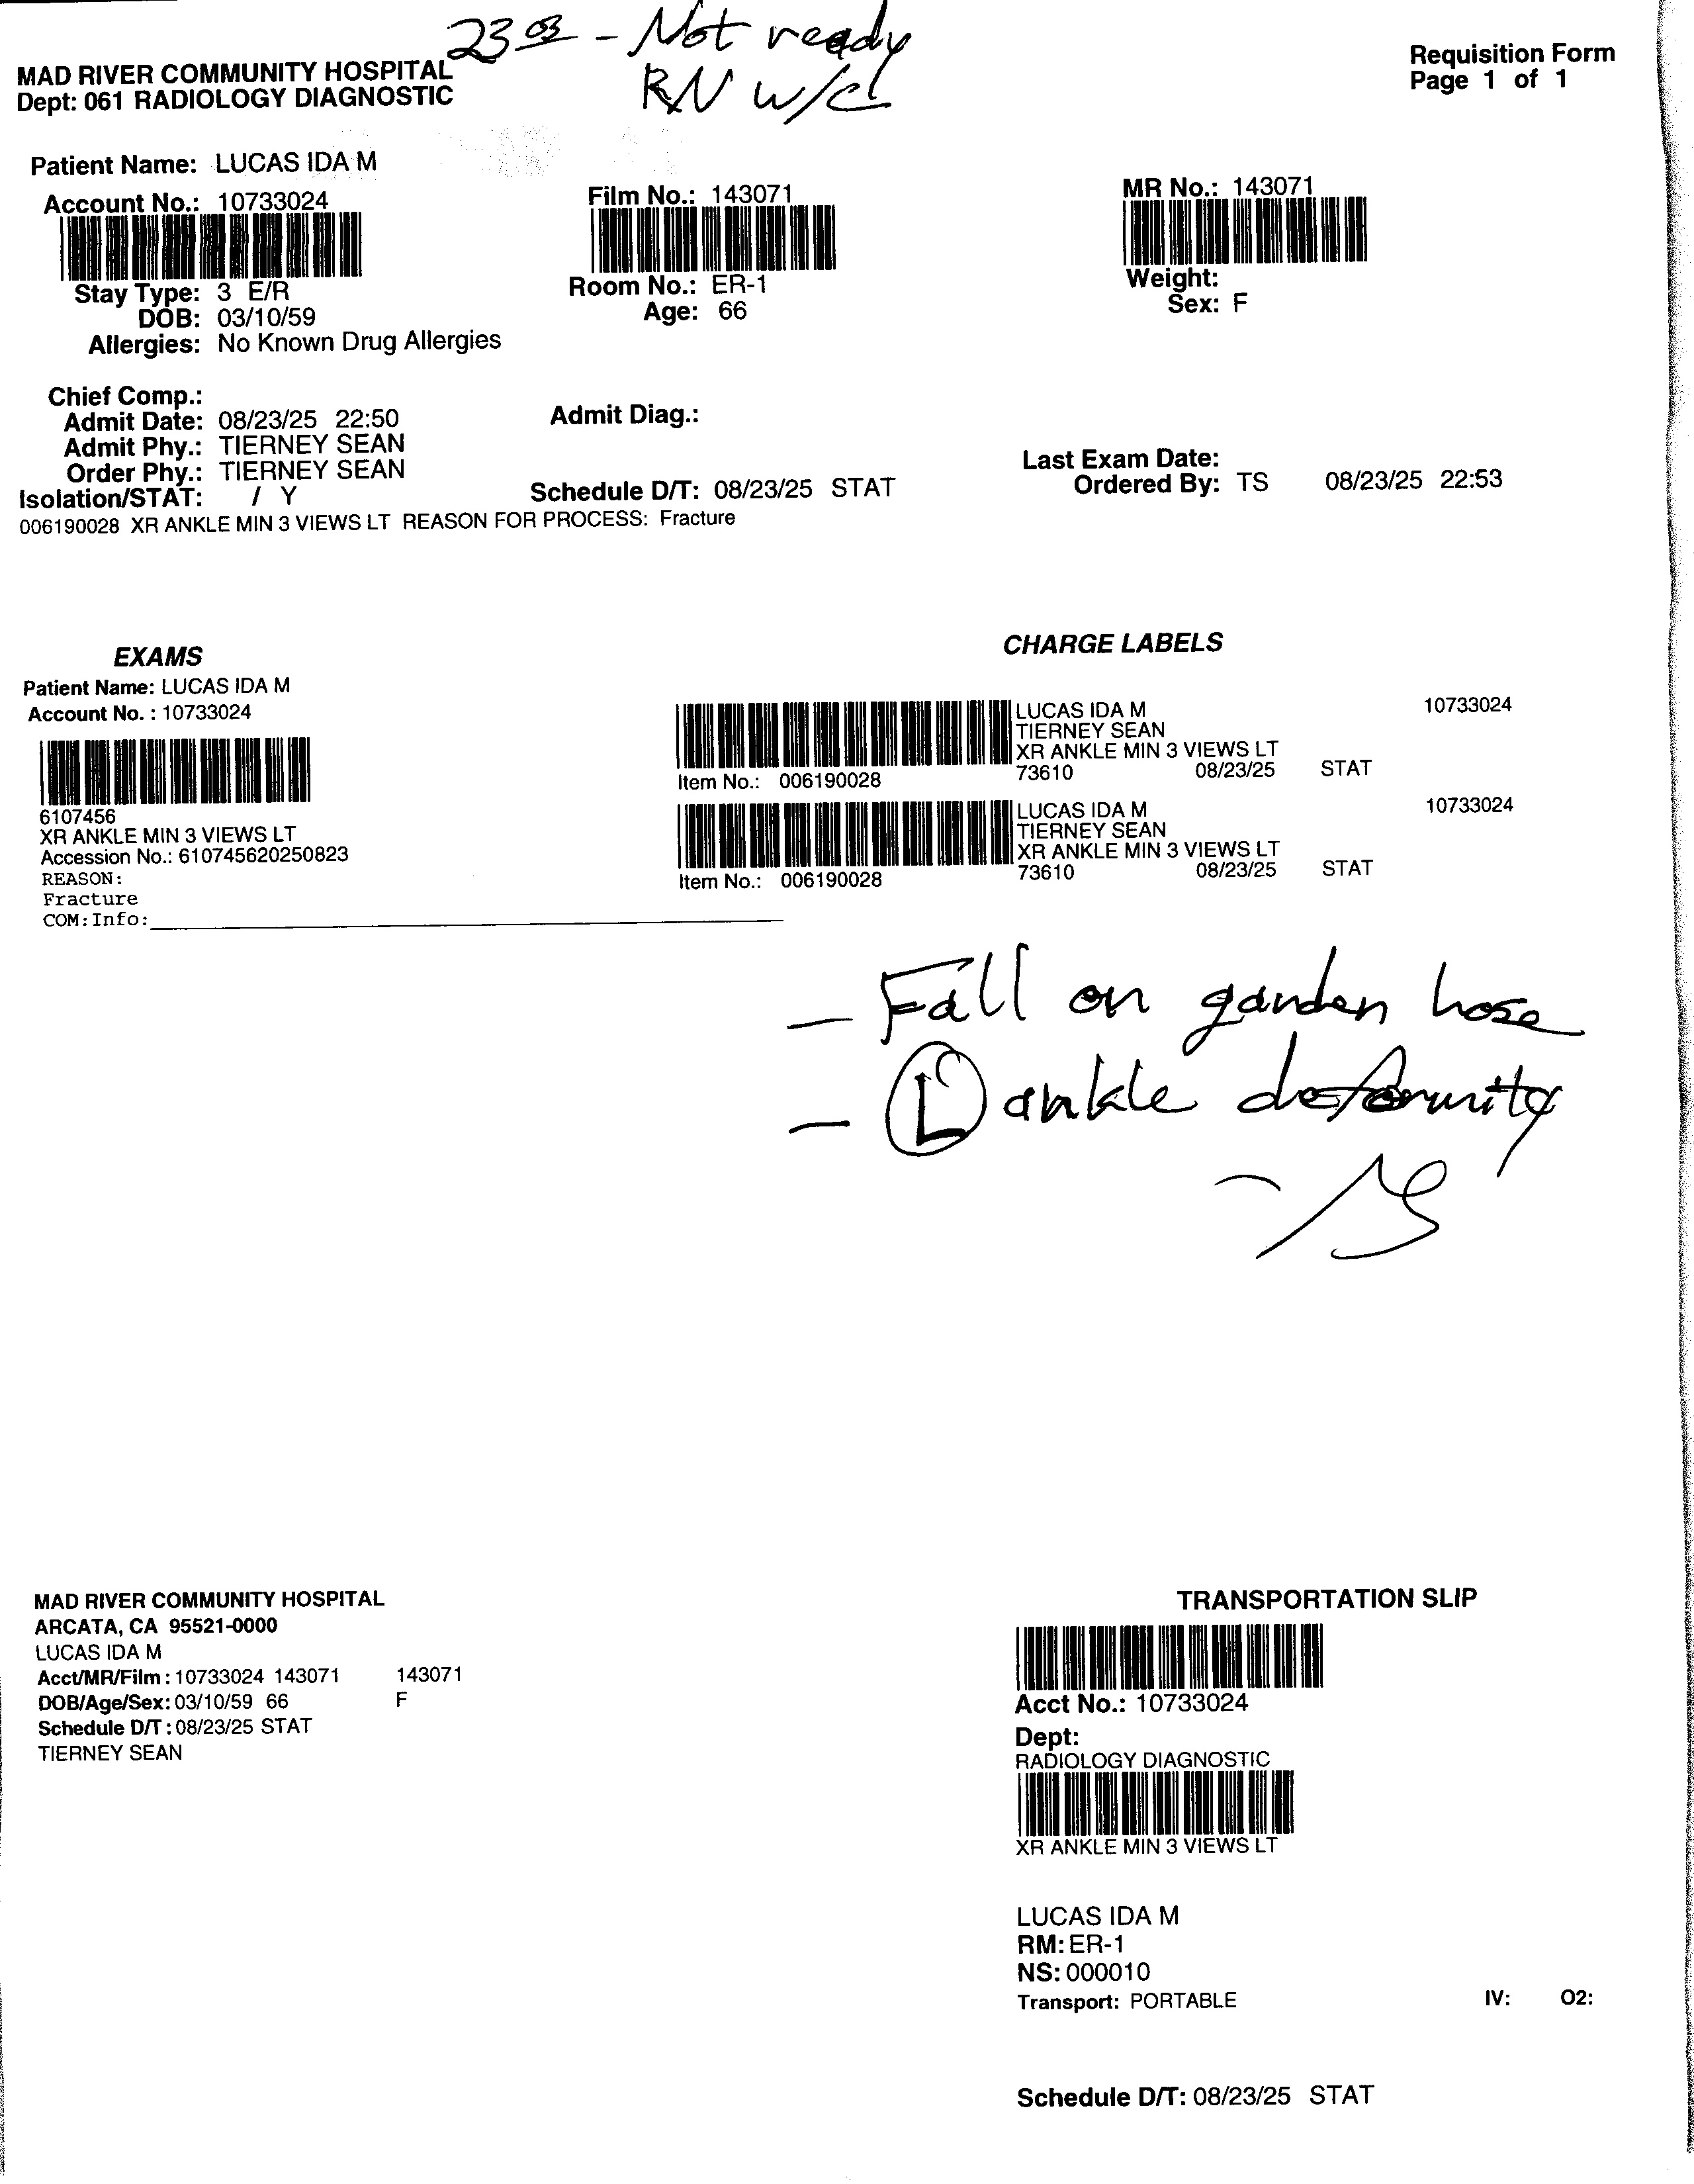 23 03 - Not ready
RN w/cl
MAD RIVER COMMUNITY HOSPITAL
Dept: 061 RADIOLOGY DIAGNOSTIC
Requisition Form
Page 1 of 1
Patient Name: LUCAS IDA M
Account No.: 10733024
Film No.: 143071
MR No.: 143071
Stay Type: 3 E/R
Room No.: ER-1
Weight:
DOB: 03/10/59
Age: 66
Sex: F
Allergies: No Known Drug Allergies
Chief Comp.:
Admit Date: 08/23/25 22:50
Admit Diag.:
Admit Phy.: TIERNEY SEAN
Order Phy.: TIERNEY SEAN
Last Exam Date:
Isolation/STAT: / Y
Schedule D/T: 08/23/25 STAT
Ordered By: TS 08/23/25 22:53
006190028 XR ANKLE MIN 3 VIEWS LT REASON FOR PROCESS: Fracture
EXAMS
Patient Name: LUCAS IDA M
Account No. : 10733024
6107456
XR ANKLE MIN 3 VIEWS LT
Accession No.: 610745620250823
REASON:
Fracture
COM:Info:
CHARGE LABELS
LUCAS IDA M 10733024
TIERNEY SEAN
XR ANKLE MIN 3 VIEWS LT
Item No.: 006190028 73610 08/23/25 STAT
LUCAS IDA M 10733024
TIERNEY SEAN
XR ANKLE MIN 3 VIEWS LT
Item No.: 006190028 73610 08/23/25 STAT
- Fall on garden hose
- L ankle deformity
MAD RIVER COMMUNITY HOSPITAL
ARCATA, CA 95521-0000
LUCAS IDA M
Acct/MR/Film : 10733024 143071 143071
DOB/Age/Sex: 03/10/59 66 F
Schedule D/T : 08/23/25 STAT
TIERNEY SEAN
TRANSPORTATION SLIP
Acct No.: 10733024
Dept:
RADIOLOGY DIAGNOSTIC
XR ANKLE MIN 3 VIEWS LT
LUCAS IDA M
RM: ER-1
NS: 000010
Transport: PORTABLE IV: O2:
Schedule D/T: 08/23/25 STAT